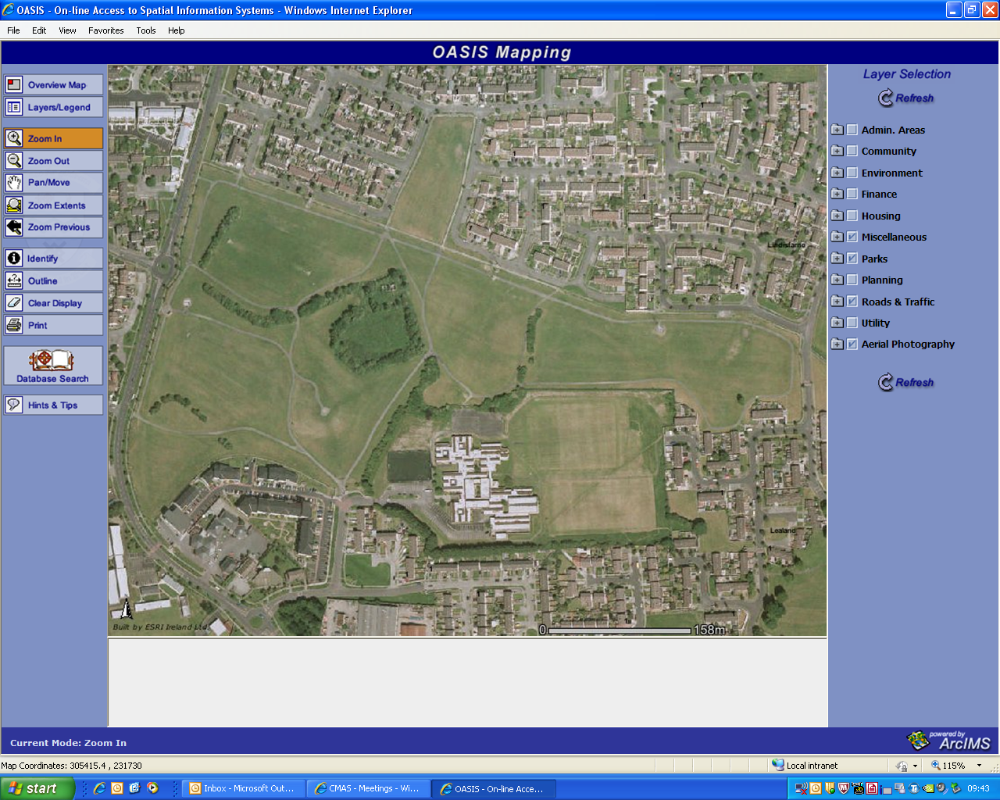 OASIS - On-line Access to Spatial Information Systems - Windows Internet Explorer
File Edit View Favorites Tools Help
OASIS Mapping
Overview Map
Layers/Legend
Zoom In
Zoom Out
Pan/Move
Zoom Extents
Zoom Previous
Identify
Outline
Clear Display
Print
Database Search
Hints & Tips
Lindisfarne
Lealand
Built by ESRI Ireland Ltd.
0 158m
Layer Selection
Refresh
Admin. Areas
Community
Environment
Finance
Housing
Miscellaneous
Parks
Planning
Roads & Traffic
Utility
Aerial Photography
Refresh
Current Mode: Zoom In
powered by
ArcIMS
Map Coordinates: 305415.4 , 231730
Local intranet
115%
start
Inbox - Microsoft Out...
CMAS - Meetings - Wi...
OASIS - On-line Acce...
09:43